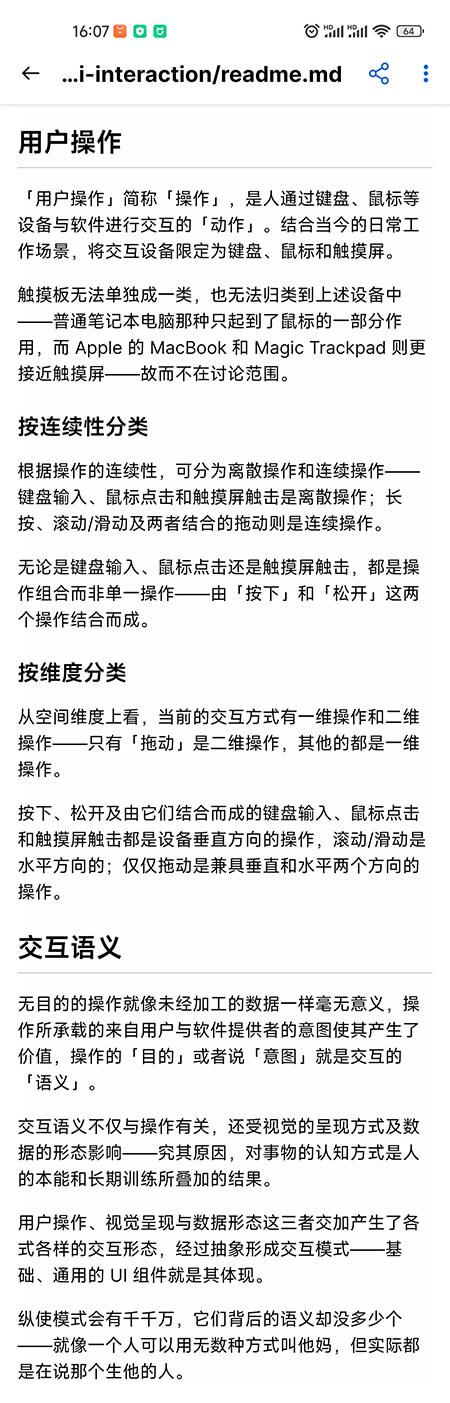 16:07
HD HD 64
...i-interaction/readme.md
用户操作
「用户操作」简称「操作」，是人通过键盘、鼠标等
设备与软件进行交互的「动作」。结合当今的日常工
作场景，将交互设备限定为键盘、鼠标和触摸屏。
触摸板无法单独成一类，也无法归类到上述设备中
——普通笔记本电脑那种只起到了鼠标的一部分作
用，而 Apple 的 MacBook 和 Magic Trackpad 则更
接近触摸屏——故而不在讨论范围。
按连续性分类
根据操作的连续性，可分为离散操作和连续操作——
键盘输入、鼠标点击和触摸屏触击是离散操作；长
按、滚动/滑动及两者结合的拖动则是连续操作。
无论是键盘输入、鼠标点击还是触摸屏触击，都是操
作组合而非单一操作——由「按下」和「松开」这两
个操作结合而成。
按维度分类
从空间维度上看，当前的交互方式有一维操作和二维
操作——只有「拖动」是二维操作，其他的都是一维
操作。
按下、松开及由它们结合而成的键盘输入、鼠标点击
和触摸屏触击都是设备垂直方向的操作，滚动/滑动是
水平方向的；仅仅拖动是兼具垂直和水平两个方向的
操作。
交互语义
无目的的操作就像未经加工的数据一样毫无意义，操
作所承载的来自用户与软件提供者的意图使其产生了
价值，操作的「目的」或者说「意图」就是交互的
「语义」。
交互语义不仅与操作有关，还受视觉的呈现方式及数
据的形态影响——究其原因，对事物的认知方式是人
的本能和长期训练所叠加的结果。
用户操作、视觉呈现与数据形态这三者交加产生了各
式各样的交互形态，经过抽象形成交互模式——基
础、通用的 UI 组件就是其体现。
纵使模式会有千千万，它们背后的语义却没多少个
——就像一个人可以用无数种方式叫他妈，但实际都
是在说那个生他的人。